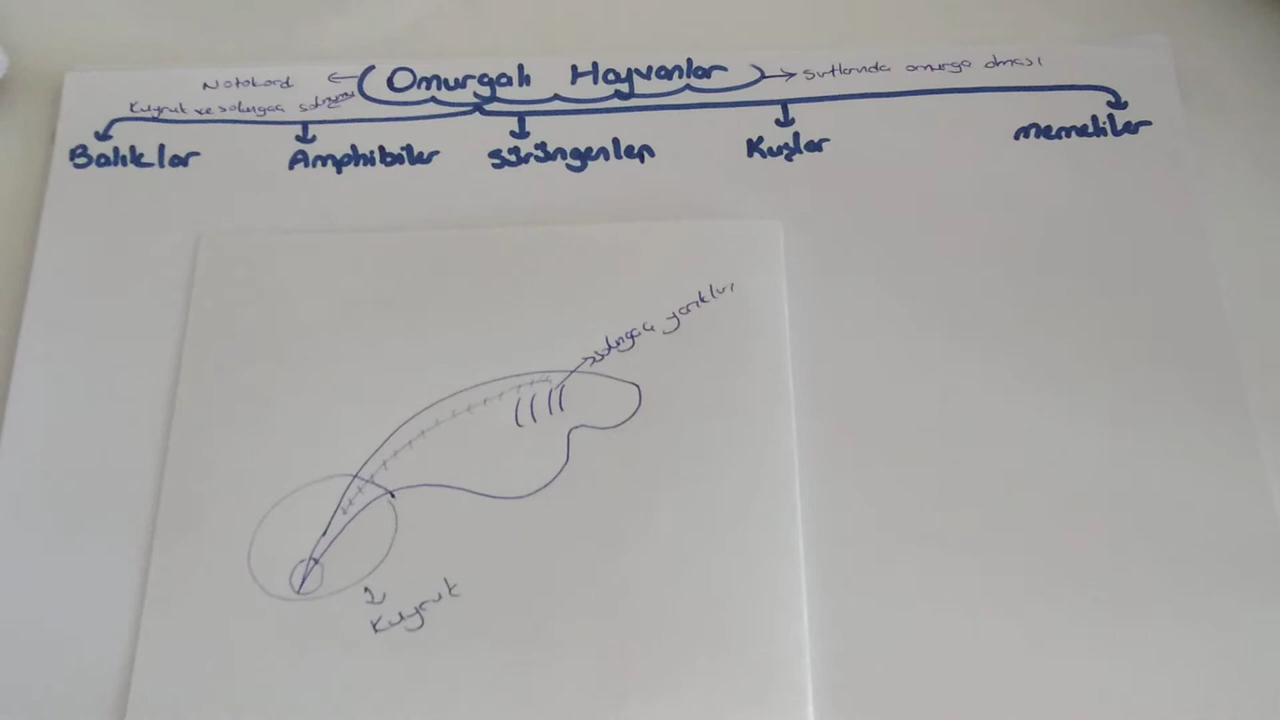 Omurgalı Hayvanlar
Notokord
Kuyruk ve solungaç
sırtlarında omurga olması
Balıklar
Amphibiler
Sürüngenler
Kuşlar
memeliler
solungaç yarıkları
Kuyruk